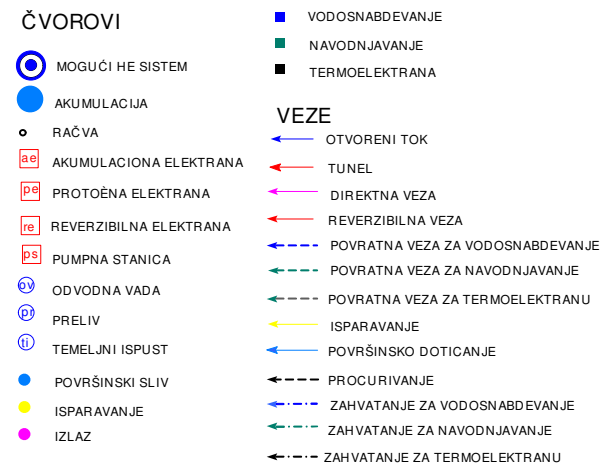 ČVOROVI
MOGUĆI HE SISTEM
AKUMULACIJA
RAČVA
ae AKUMULACIONA ELEKTRANA
pe PROTOÈNA ELEKTRANA
re REVERZIBILNA ELEKTRANA
ps PUMPNA STANICA
ov ODVODNA VADA
pr PRELIV
ti TEMELJNI ISPUST
POVRŠINSKI SLIV
ISPARAVANJE
IZLAZ
VODOSNABDEVANJE
NAVODNJAVANJE
TERMOELEKTRANA
VEZE
OTVORENI TOK
TUNEL
DIREKTNA VEZA
REVERZIBILNA VEZA
POVRATNA VEZA ZA VODOSNABDEVANJE
POVRATNA VEZA ZA NAVODNJAVANJE
POVRATNA VEZA ZA TERMOELEKTRANU
ISPARAVANJE
POVRŠINSKO DOTICANJE
PROCURIVANJE
ZAHVATANJE ZA VODOSNABDEVANJE
ZAHVATANJE ZA NAVODNJAVANJE
ZAHVATANJE ZA TERMOELEKTRANU